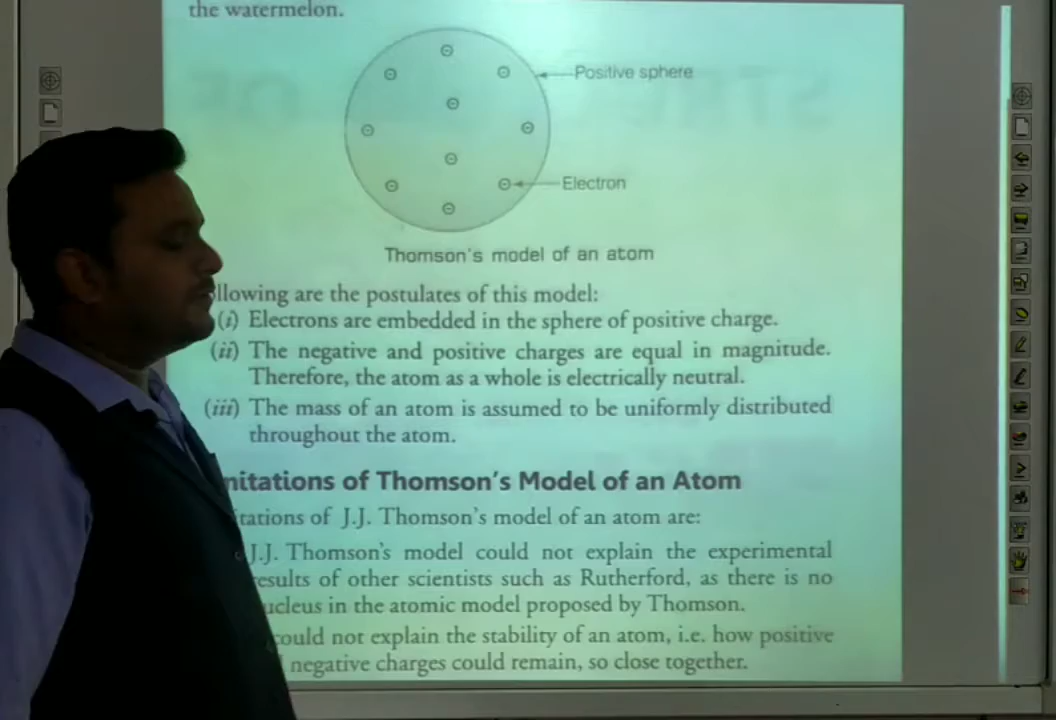 the watermelon.
Positive sphere
Electron
Thomson's model of an atom
llowing are the postulates of this model:
(i) Electrons are embedded in the sphere of positive charge.
(ii) The negative and positive charges are equal in magnitude.
Therefore, the atom as a whole is electrically neutral.
(iii) The mass of an atom is assumed to be uniformly distributed
throughout the atom.
nitations of Thomson's Model of an Atom
tations of J.J. Thomson's model of an atom are:
J.J. Thomson's model could not explain the experimental
results of other scientists such as Rutherford, as there is no
ucleus in the atomic model proposed by Thomson.
could not explain the stability of an atom, i.e. how positive
negative charges could remain, so close together.